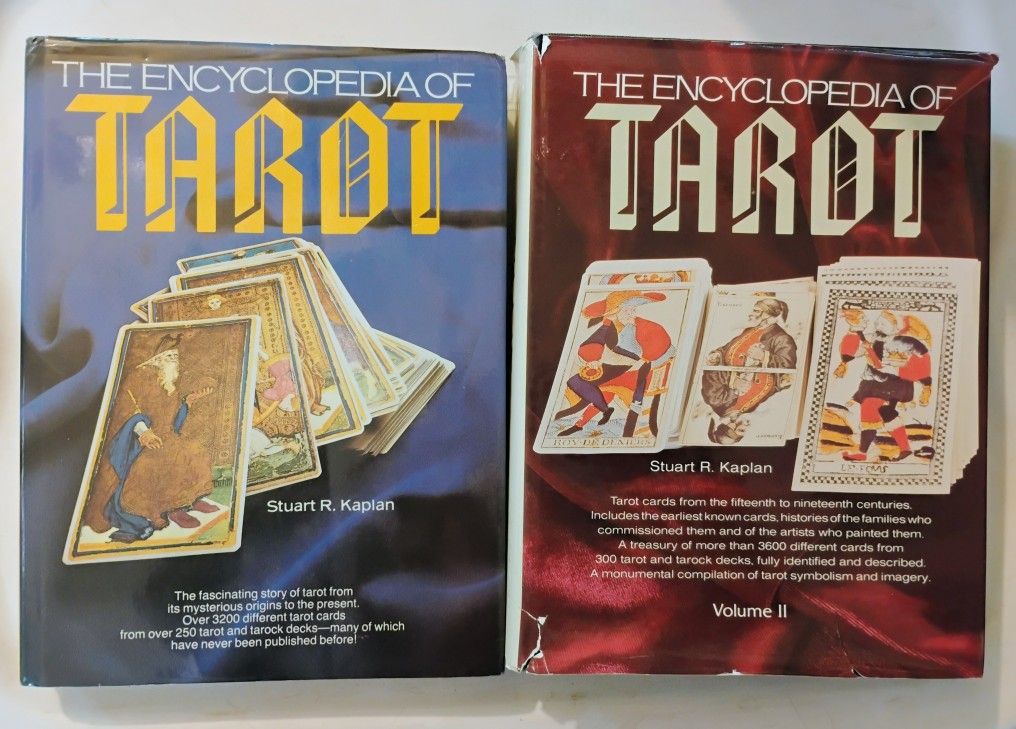 THE ENCYCLOPEDIA OF
TAROT
Stuart R. Kaplan
The fascinating story of tarot from
its mysterious origins to the present.
Over 3200 different tarot cards
from over 250 tarot and tarock decks—many of which
have never been published before!
THE ENCYCLOPEDIA OF
TAROT
ROY·DE·DENIERS
Stuart R. Kaplan
Tarot cards from the fifteenth to nineteenth centuries.
Includes the earliest known cards, histories of the families who
commissioned them and of the artists who painted them.
A treasury of more than 3600 different cards from
300 tarot and tarock decks, fully identified and described.
A monumental compilation of tarot symbolism and imagery.
Volume II